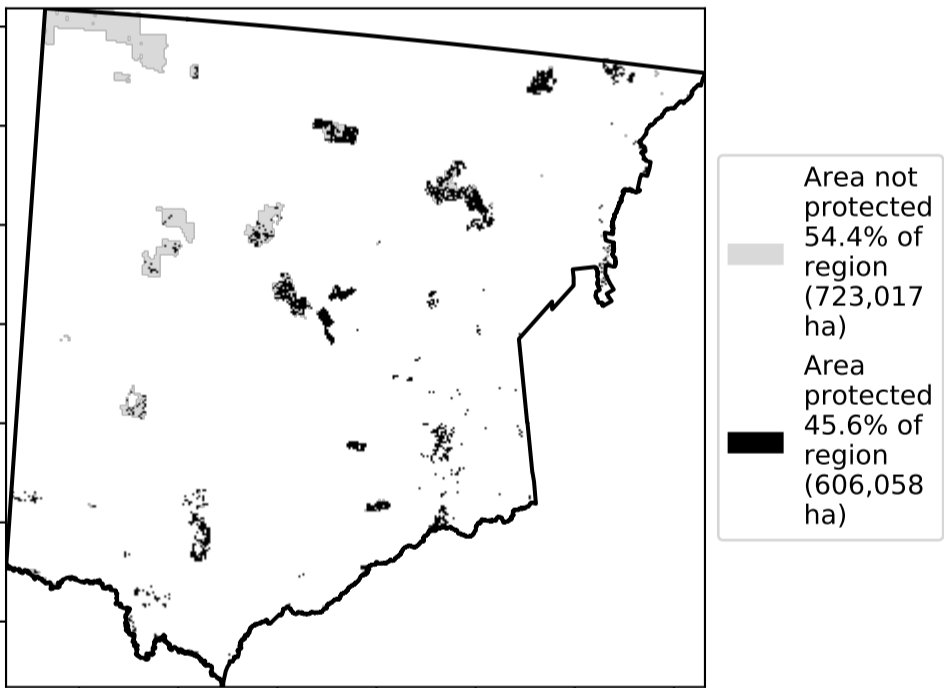 Area not
protected
54.4% of
region
(723,017
ha)
Area
protected
45.6% of
region
(606,058
ha)